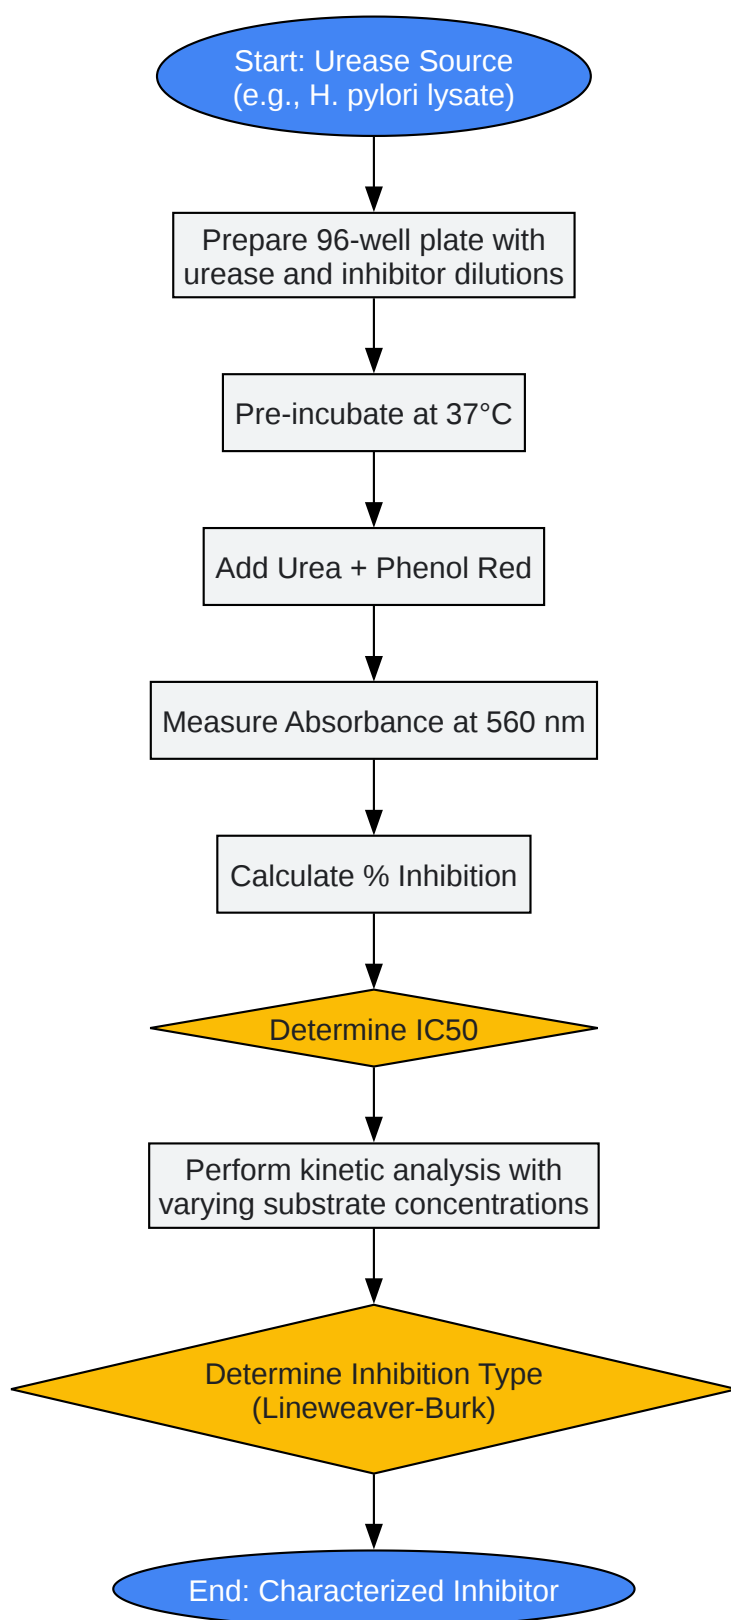 Start: Urease Source
(e.g., H. pylori lysate)
Prepare 96-well plate with
urease and inhibitor dilutions
Pre-incubate at 37°C
Add Urea + Phenol Red
Measure Absorbance at 560 nm
Calculate % Inhibition
Determine IC50
Perform kinetic analysis with
varying substrate concentrations
Determine Inhibition Type
(Lineweaver-Burk)
End: Characterized Inhibitor